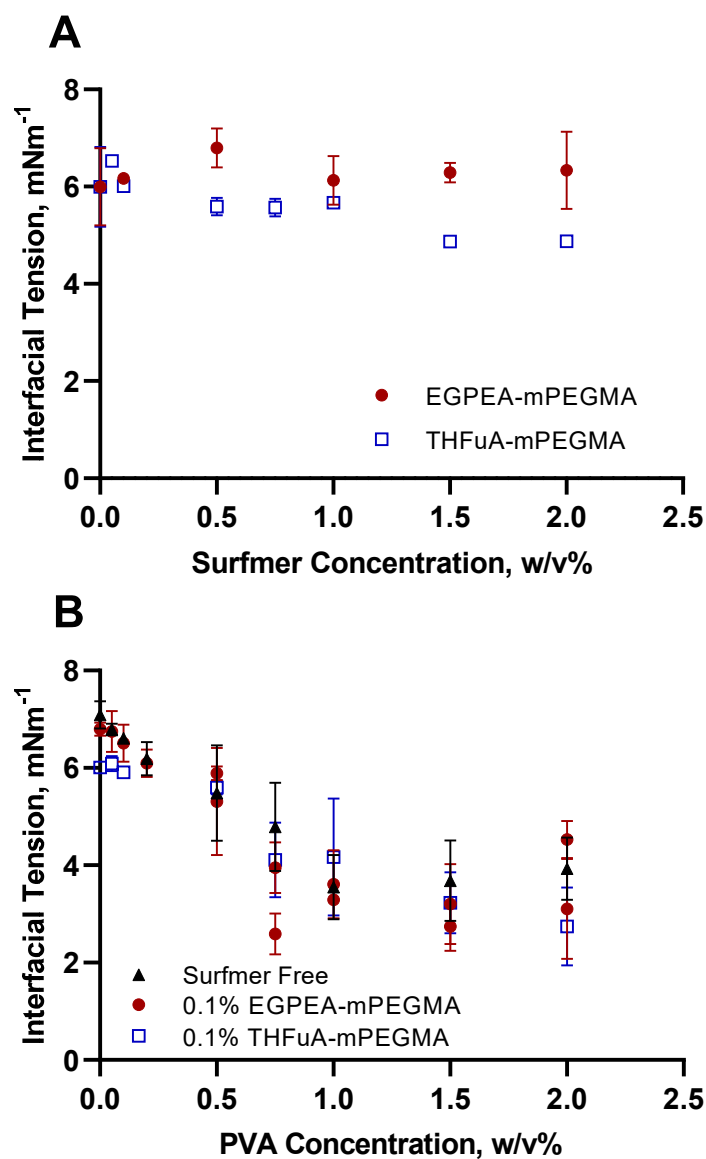 A
Interfacial Tension, mNm-1
8
6
4
2
0
EGPEA-mPEGMA
THFuA-mPEGMA
0.0 0.5 1.0 1.5 2.0 2.5
Surfmer Concentration, w/v%
B
Interfacial Tension, mNm-1
8
6
4
2
0
Surfmer Free
0.1% EGPEA-mPEGMA
0.1% THFuA-mPEGMA
0.0 0.5 1.0 1.5 2.0 2.5
PVA Concentration, w/v%